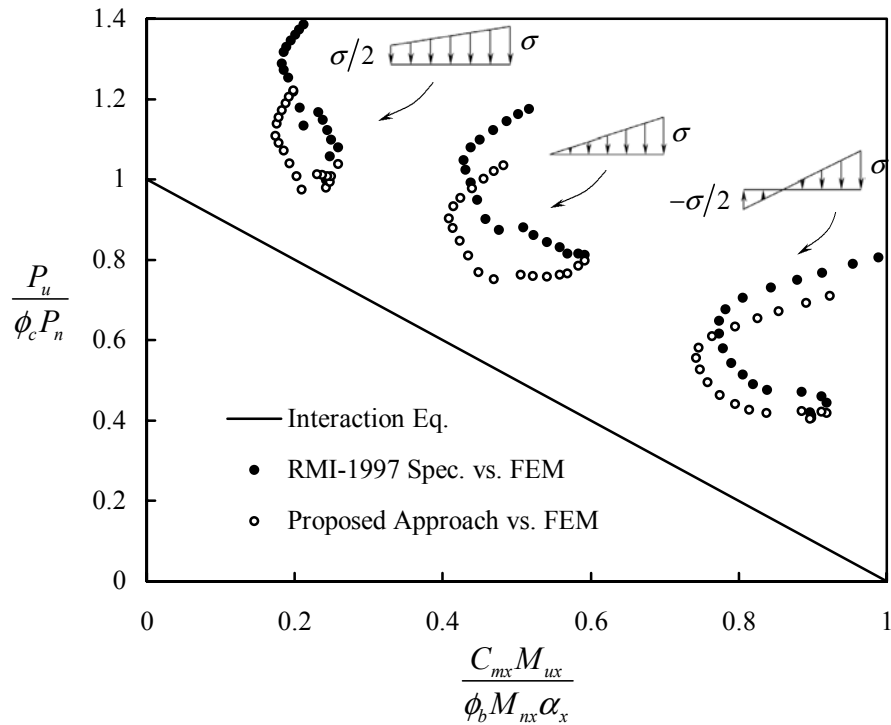 1.4
1.2
1
0.8
0.6
0.4
0.2
0
P_u
ϕ_c P_n
σ/2
σ
σ
−σ/2
σ
Interaction Eq.
RMI-1997 Spec. vs. FEM
Proposed Approach vs. FEM
0 0.2 0.4 0.6 0.8 1
C_mx M_ux
ϕ_b M_nx α_x